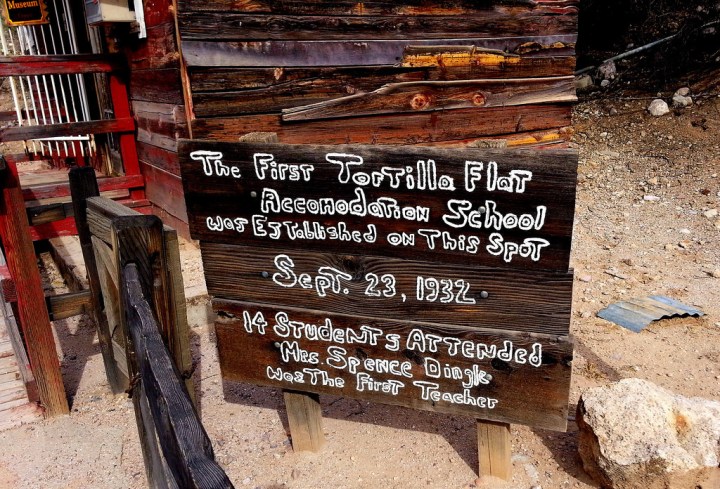 Museum
The First Tortilla Flat
Accomodation School
was Established on This Spot
Sept. 23, 1932
14 Students Attended
Mrs. Spence Dingle
was The First Teacher